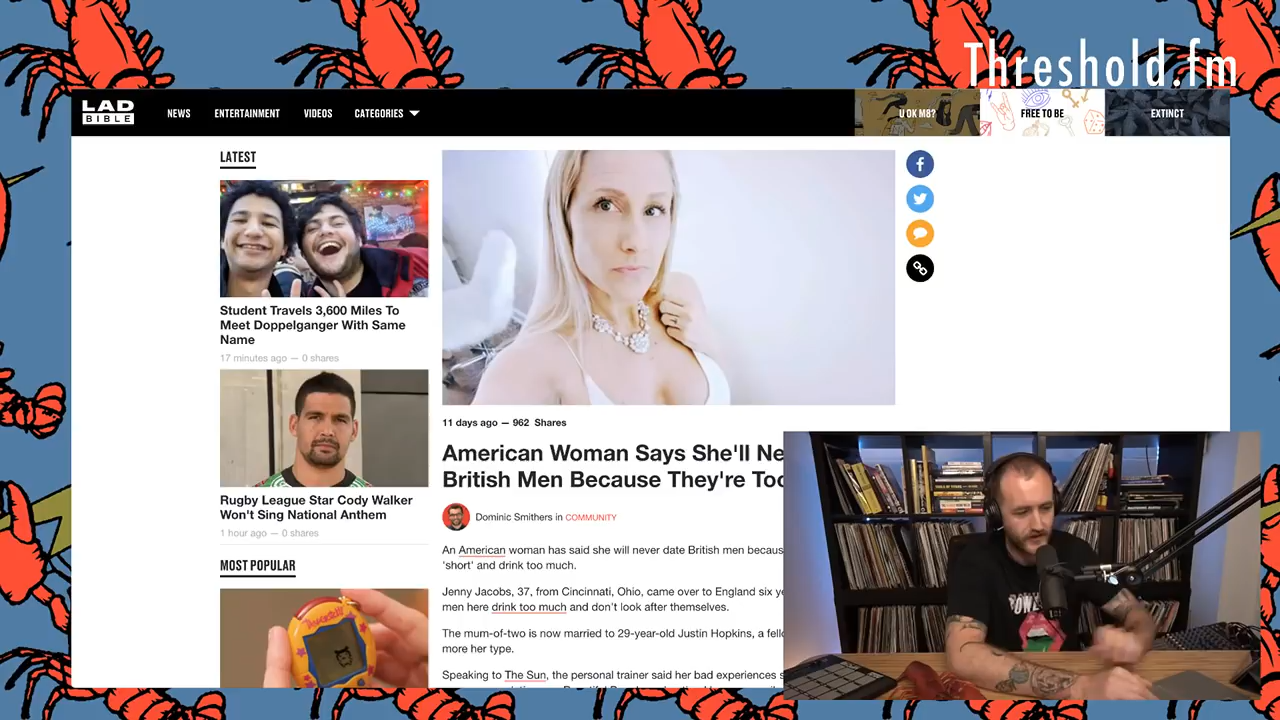 Threshold.fm
LAD
BIBLE
NEWS
ENTERTAINMENT
VIDEOS
CATEGORIES
U OK M8?
FREE TO BE
EXTINCT
LATEST
Student Travels 3,600 Miles To
Meet Doppelganger With Same
Name
17 minutes ago — 0 shares
Rugby League Star Cody Walker
Won't Sing National Anthem
1 hour ago — 0 shares
MOST POPULAR
11 days ago — 962 Shares
American Woman Says She'll Ne
British Men Because They're Too
Dominic Smithers in COMMUNITY
An American woman has said she will never date British men becaus
'short' and drink too much.
Jenny Jacobs, 37, from Cincinnati, Ohio, came over to England six ye
men here drink too much and don't look after themselves.
The mum-of-two is now married to 29-year-old Justin Hopkins, a fell
more her type.
Speaking to The Sun, the personal trainer said her bad experiences s